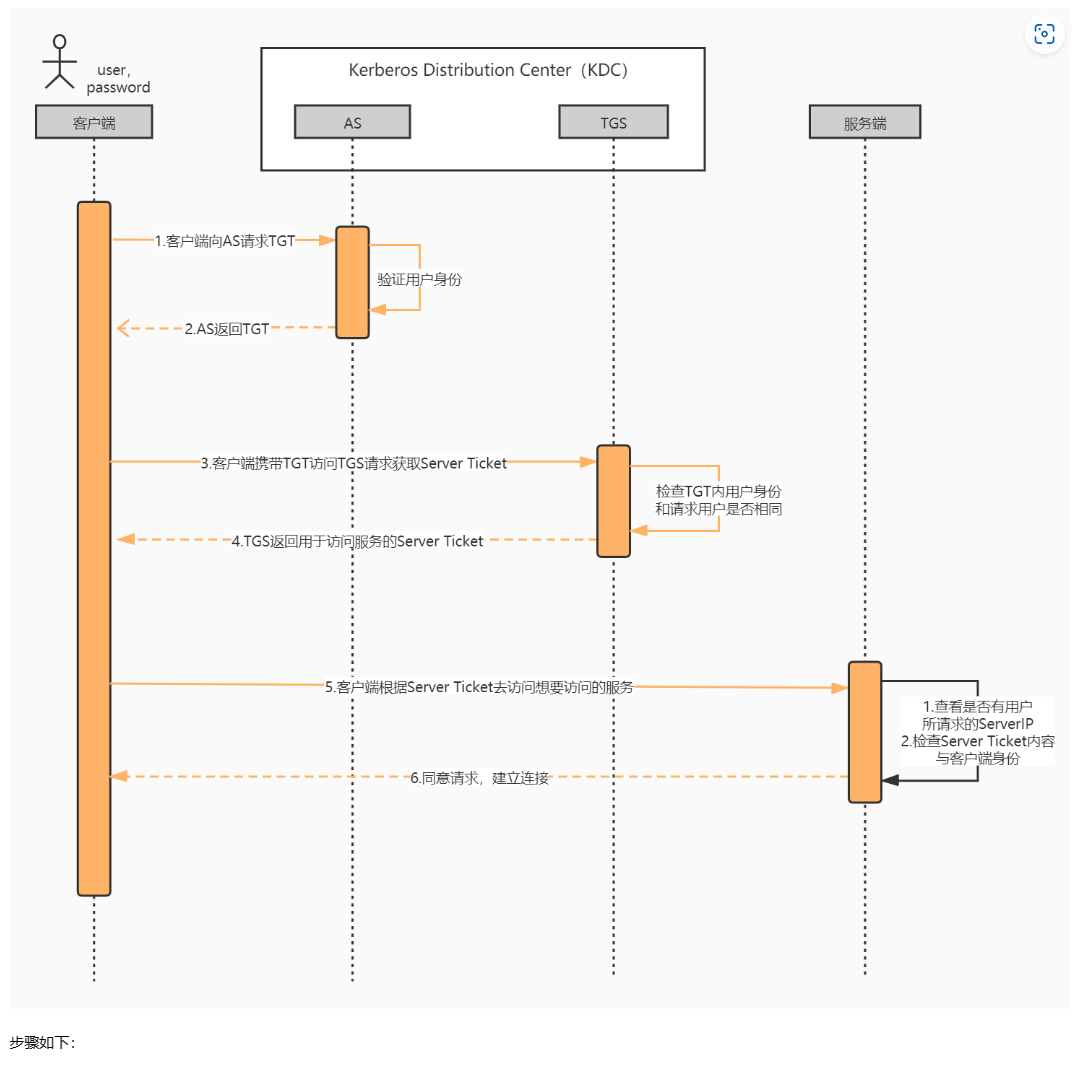 user，
password
Kerberos Distribution Center（KDC）
客户端
AS
TGS
服务端
1.客户端向AS请求TGT
验证用户身份
2.AS返回TGT
3.客户端携带TGT访问TGS请求获取Server Ticket
检查TGT内用户身份
和请求用户是否相同
4.TGS返回用于访问服务的Server Ticket
5.客户端根据Server Ticket去访问想要访问的服务
1.查看是否有用户
所请求的ServerIP
2.检查Server Ticket内容
与客户端身份
6.同意请求，建立连接
步骤如下：